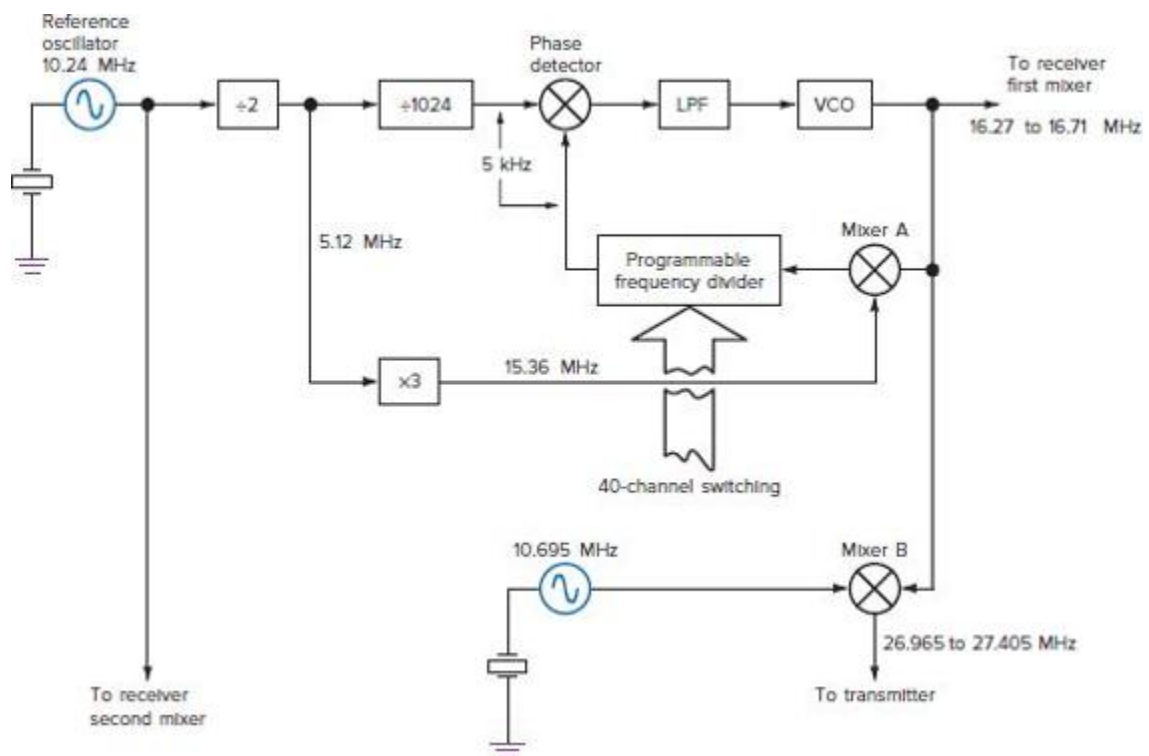 Reference
oscillator
10.24 MHz
÷2
÷1024
Phase
detector
LPF
VCO
To receiver
first mixer
16.27 to 16.71 MHz
5 kHz
5.12 MHz
Programmable
frequency divider
Mixer A
x3
15.36 MHz
40-channel switching
10.695 MHz
Mixer B
26.965 to 27.405 MHz
To receiver
second mixer
To transmitter